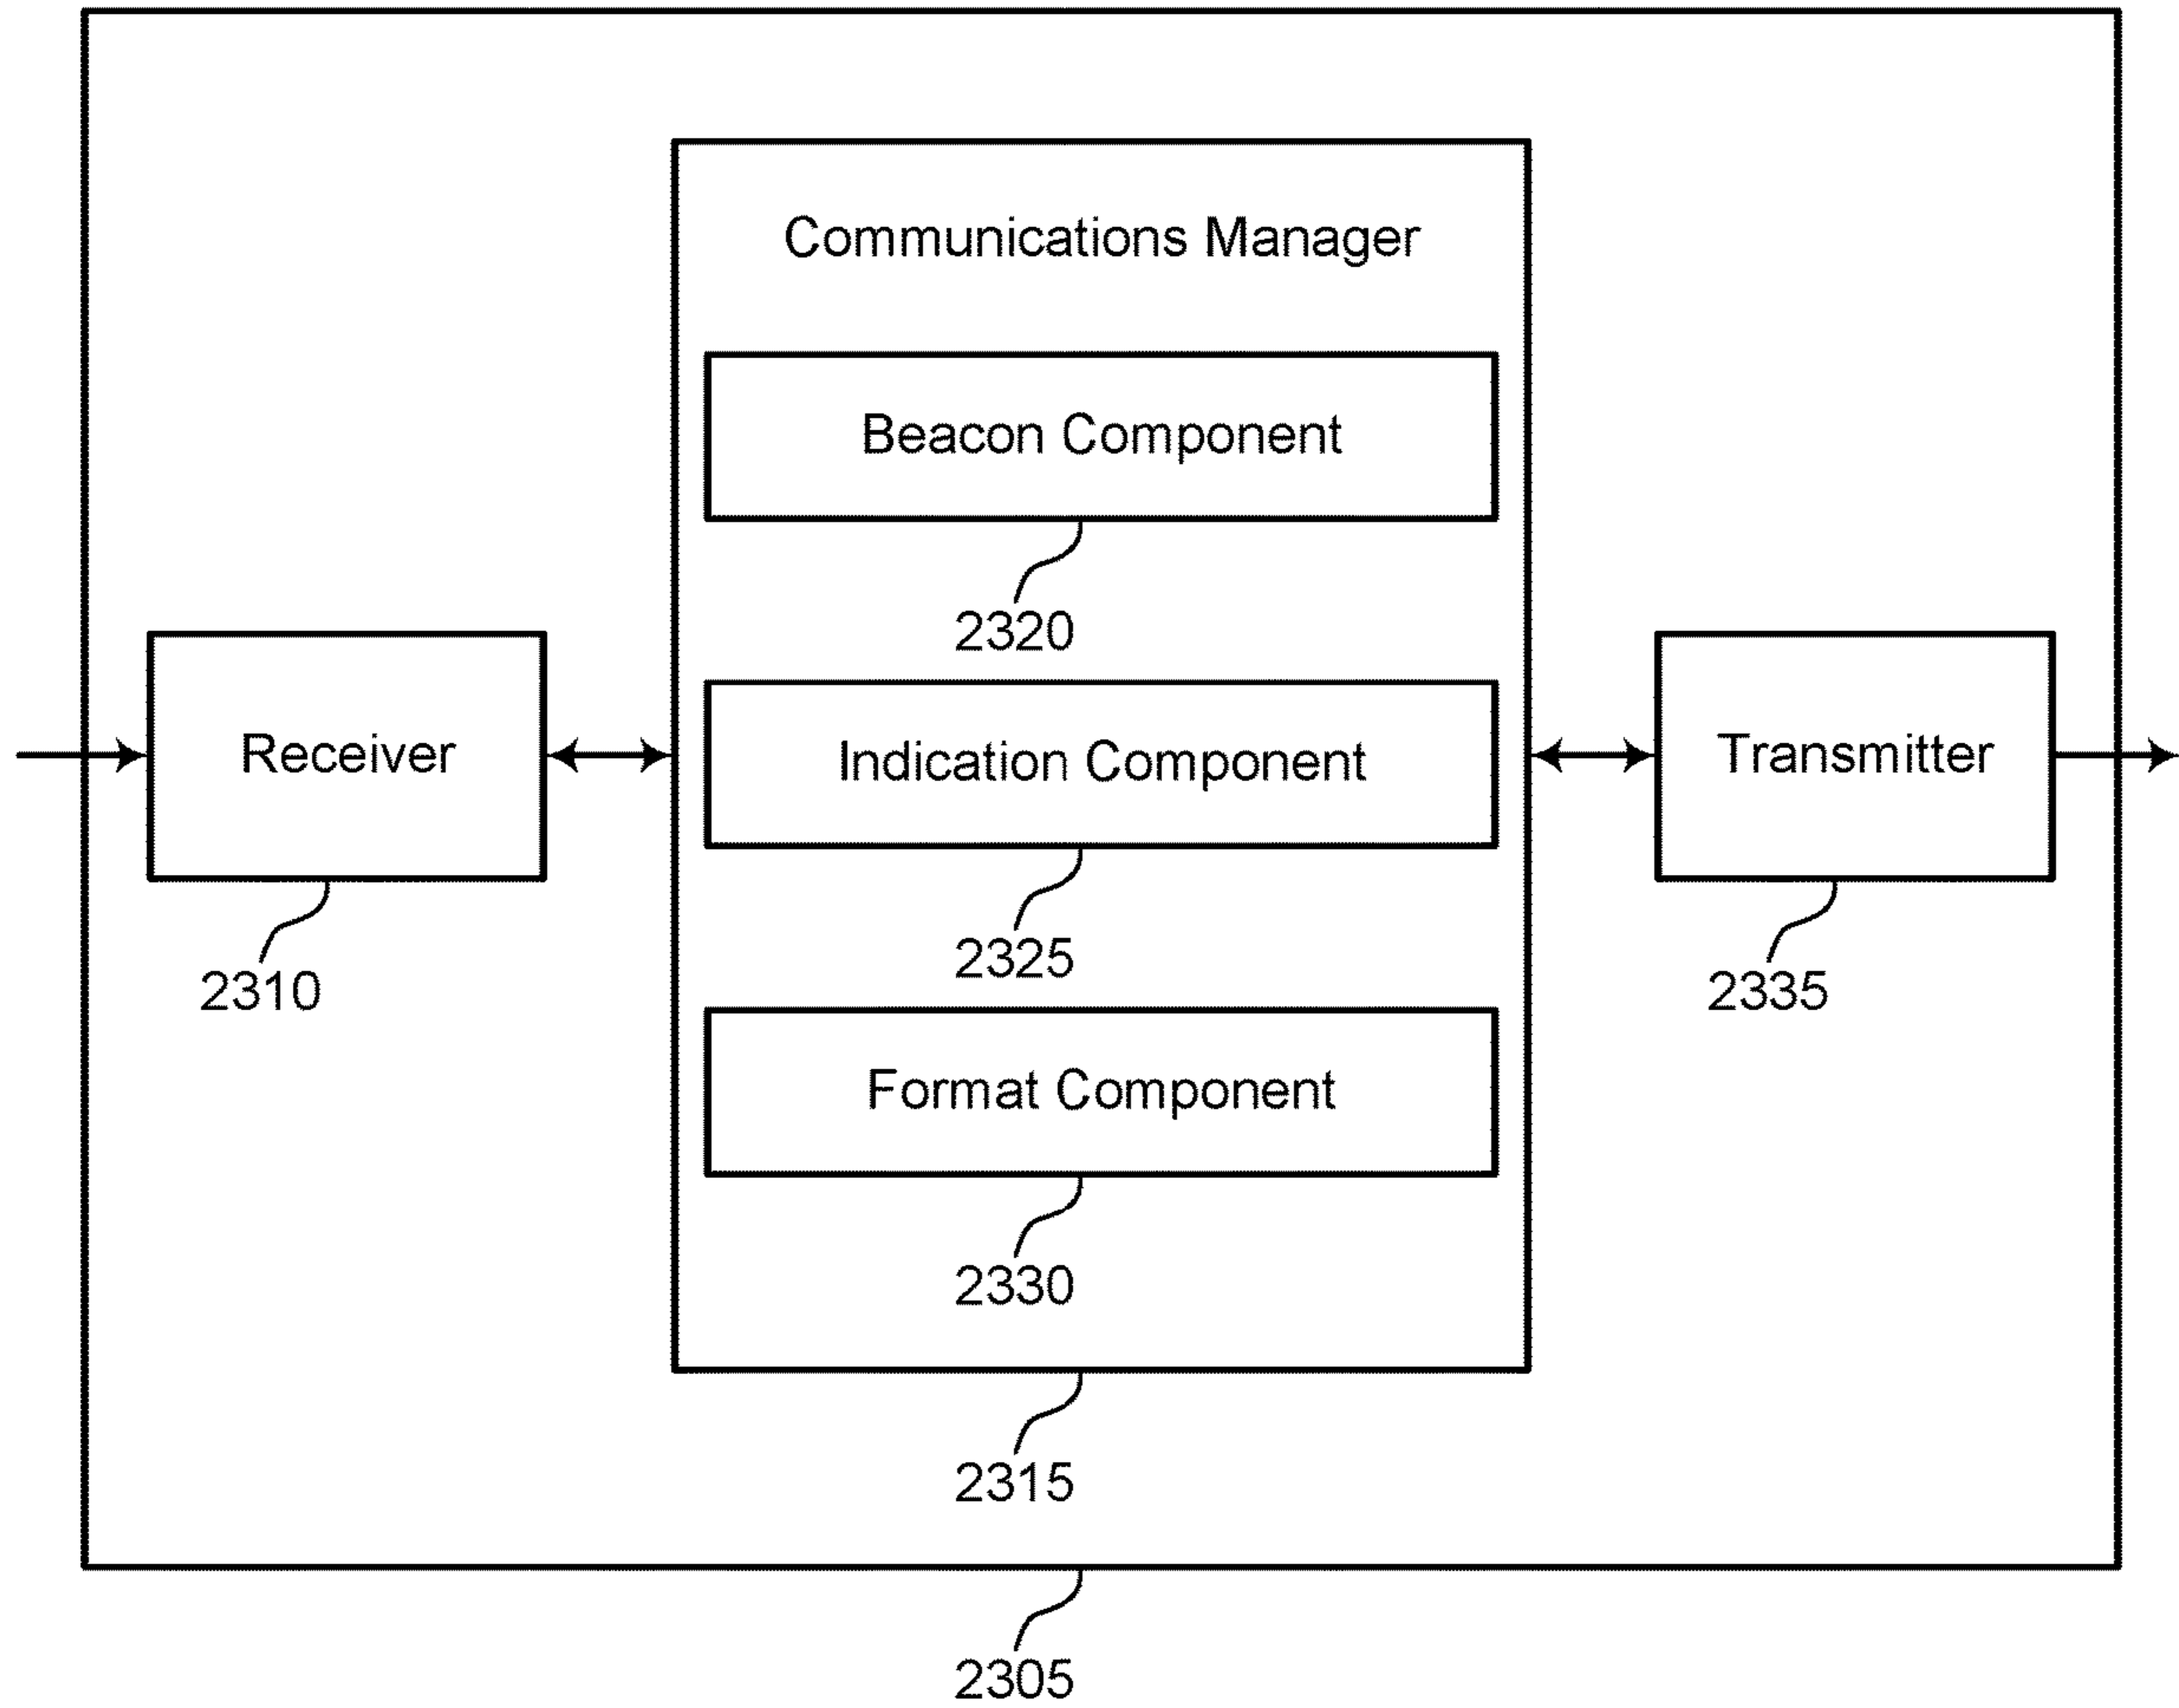 Communications Manager
Beacon Component
2320
Receiver
2310
Indication Component
2325
Transmitter
2335
Format Component
2330
2315
2305